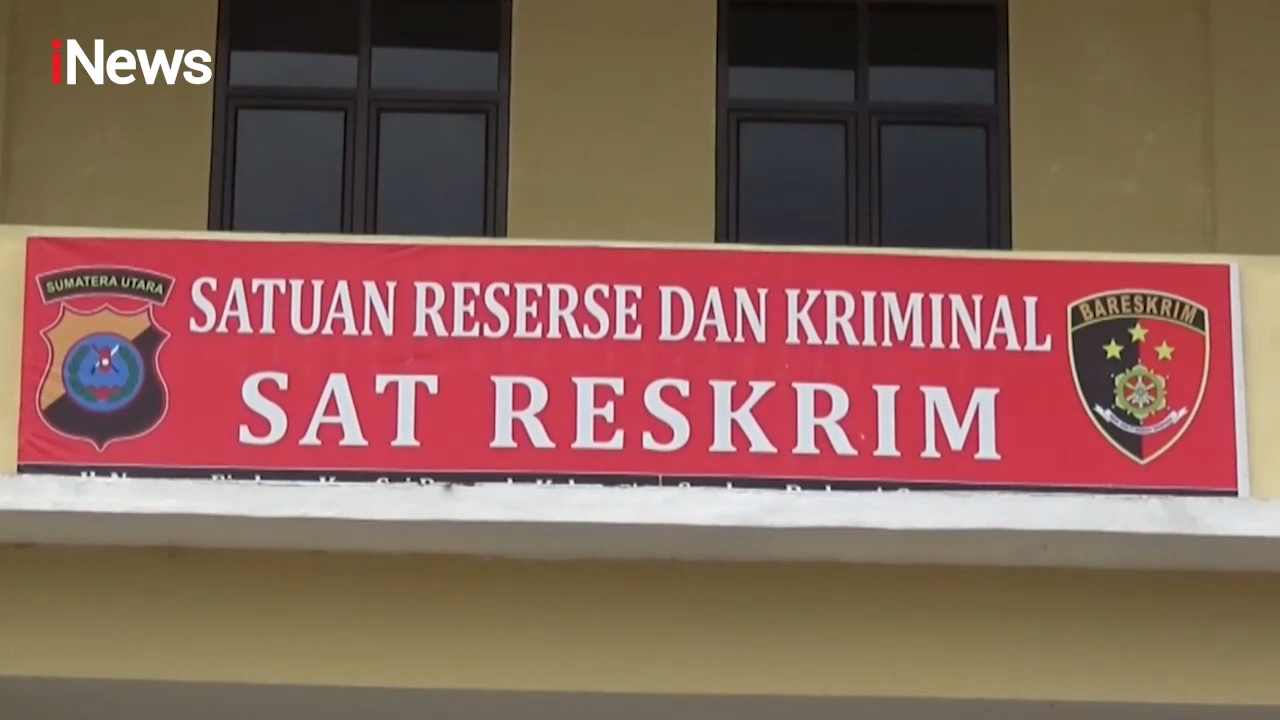 iNews
SUMATERA UTARA
SATUAN RESERSE DAN KRIMINAL
SAT RESKRIM
BARESKRIM